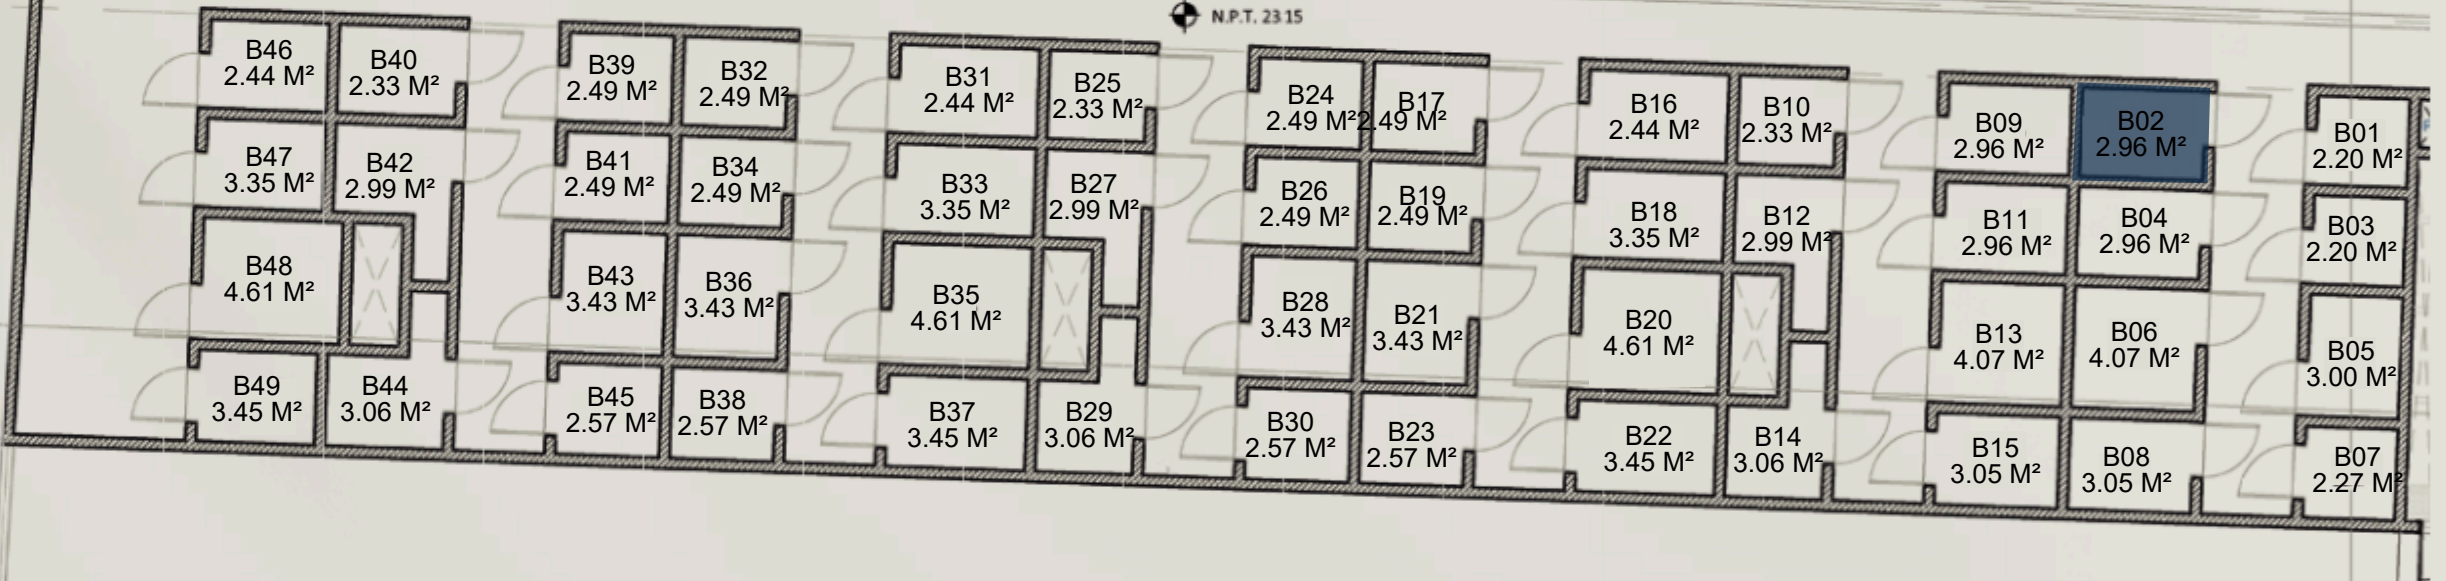 N.P.T. 2315
B46
2.44 M²
B40
2.33 M²
B47
3.35 M²
B42
2.99 M²
B48
4.61 M²
B49
3.45 M²
B44
3.06 M²
B39
2.49 M²
B32
2.49 M²
B41
2.49 M²
B34
2.49 M²
B43
3.43 M²
B36
3.43 M²
B45
2.57 M²
B38
2.57 M²
B31
2.44 M²
B25
2.33 M²
B33
3.35 M²
B27
2.99 M²
B35
4.61 M²
B37
3.45 M²
B29
3.06 M²
B24
2.49 M²
B17
2.49 M²
B26
2.49 M²
B19
2.49 M²
B28
3.43 M²
B21
3.43 M²
B30
2.57 M²
B23
2.57 M²
B16
2.44 M²
B10
2.33 M²
B18
3.35 M²
B12
2.99 M²
B20
4.61 M²
B22
3.45 M²
B14
3.06 M²
B09
2.96 M²
B02
2.96 M²
B11
2.96 M²
B04
2.96 M²
B13
4.07 M²
B06
4.07 M²
B15
3.05 M²
B08
3.05 M²
B01
2.20 M²
B03
2.20 M²
B05
3.00 M²
B07
2.27 M²